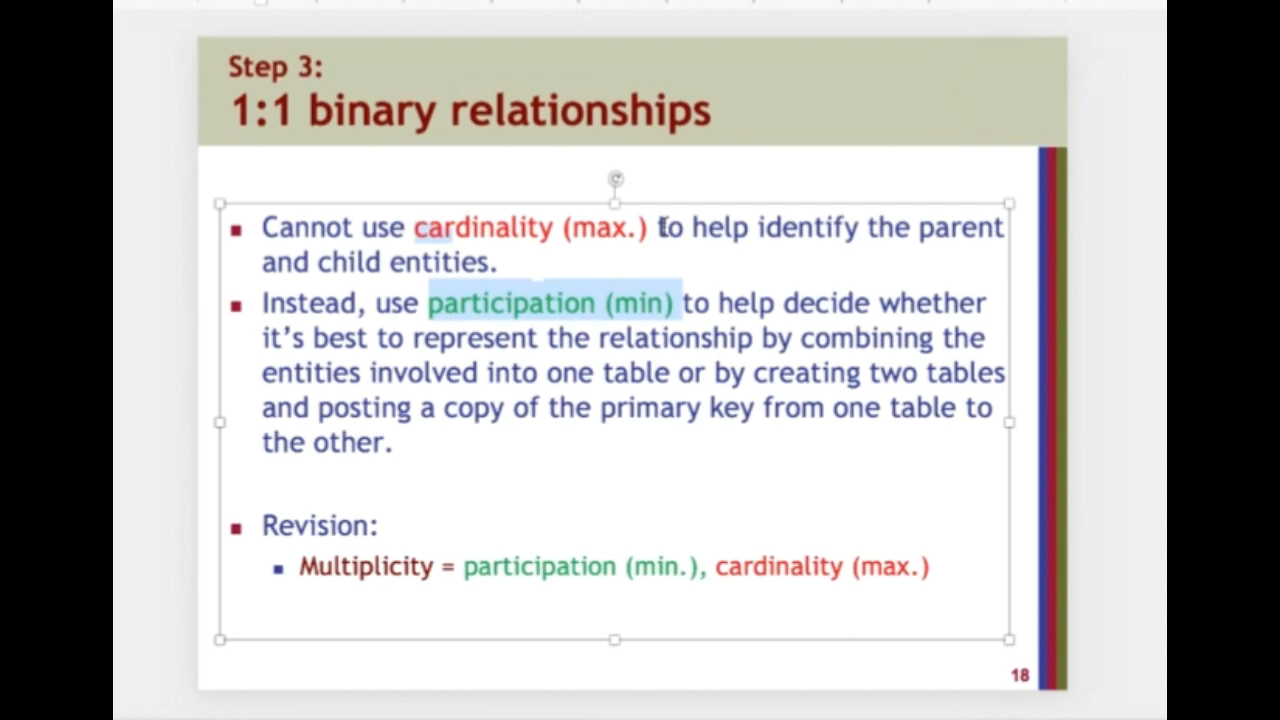 Step 3:
1:1 binary relationships
Cannot use cardinality (max.) to help identify the parent
and child entities.
Instead, use participation (min) to help decide whether
it's best to represent the relationship by combining the
entities involved into one table or by creating two tables
and posting a copy of the primary key from one table to
the other.
Revision:
Multiplicity = participation (min.), cardinality (max.)
18